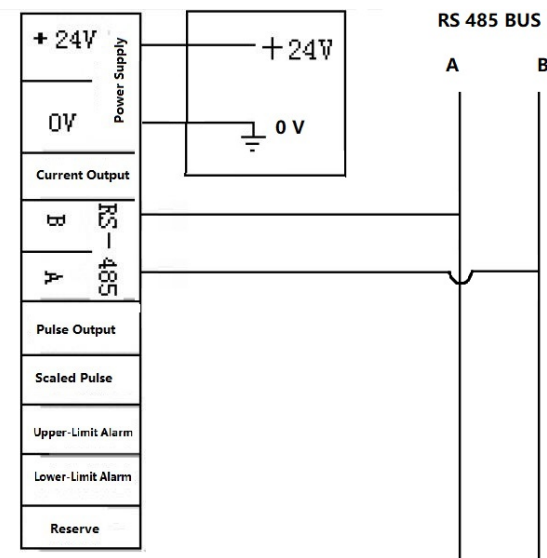 RS 485 BUS
A
B
+ 24V
Power Supply
0V
+24V
0 V
Current Output
B
A
RS-485
Pulse Output
Scaled Pulse
Upper-Limit Alarm
Lower-Limit Alarm
Reserve